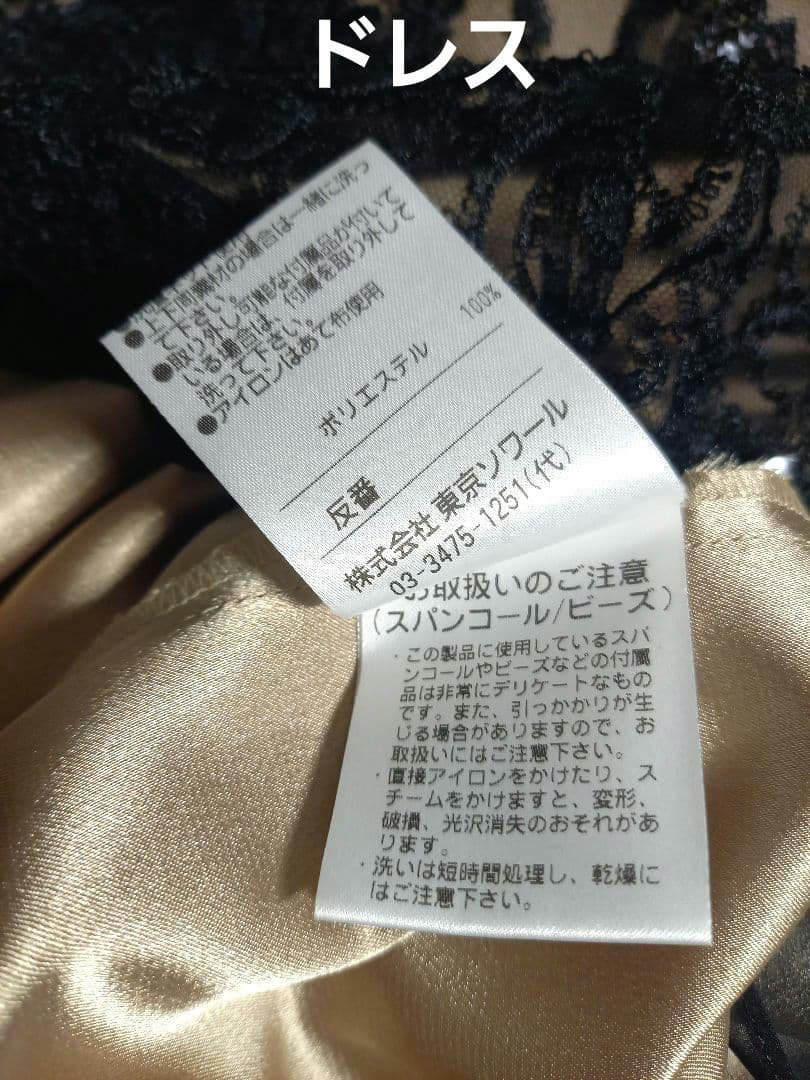 ドレス
上下同素材の場合は一緒に洗っ
て下さい。
●取り外し可能な付属品が付いて
いる場合は、付属を取り外して
洗って下さい。
●アイロンはあて布使用
ポリエステル 100%
反番
株式会社 東京ソワール
03-3475-1251(代)
お取扱いのご注意
(スパンコール/ビーズ)
・この製品に使用しているスパ
ンコールやビーズなどの付属
品は非常にデリケートなもの
です。また、引っかかりが生
じる場合がありますので、お
取扱いにはご注意下さい。
・直接アイロンをかけたり、ス
チームをかけますと、変形、
破損、光沢消失のおそれがあ
ります。
・洗いは短時間処理し、乾燥に
はご注意下さい。